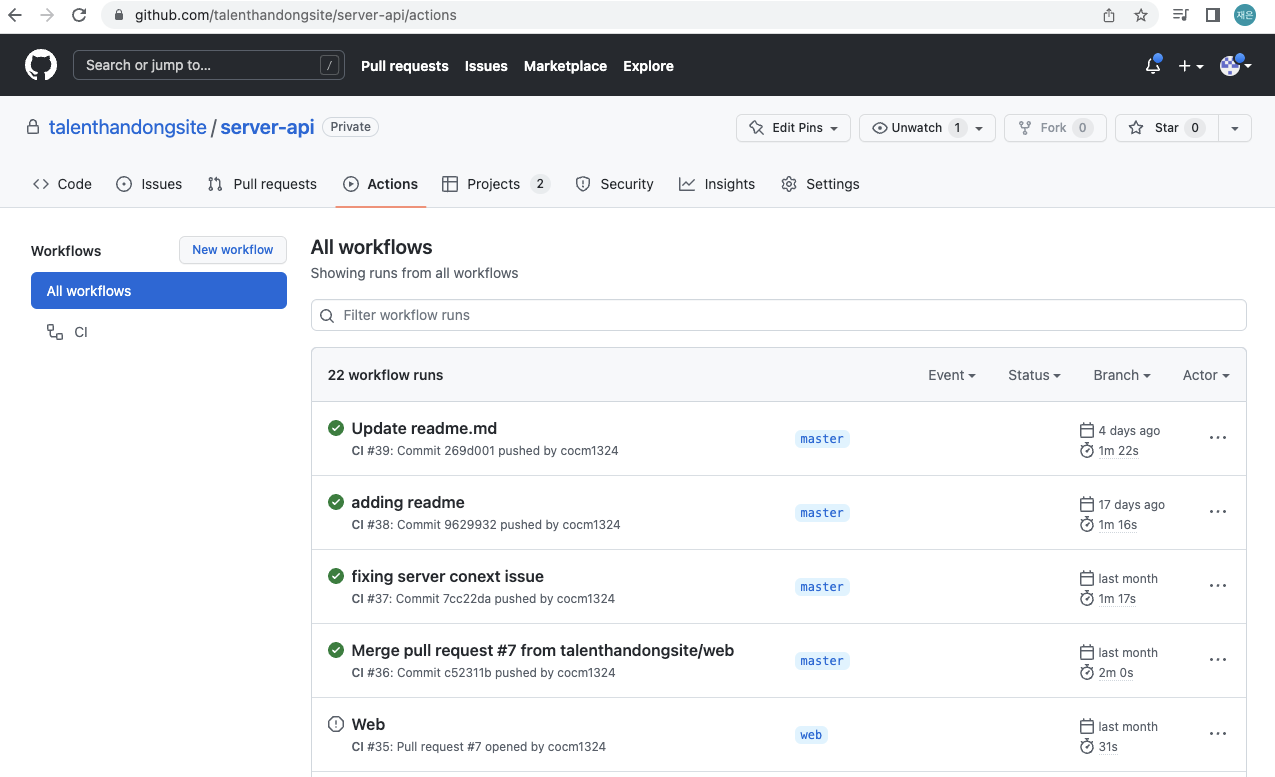 github.com/talenthandongsite/server-api/actions
재은
Search or jump to... /
Pull requests Issues Marketplace Explore
talenthandongsite / server-api Private
Edit Pins Unwatch 1 Fork 0 Star 0
Code Issues Pull requests Actions Projects 2 Security Insights Settings
Workflows New workflow
All workflows
CI
All workflows
Showing runs from all workflows
Filter workflow runs
22 workflow runs Event Status Branch Actor
Update readme.md
CI #39: Commit 269d001 pushed by cocm1324
master
4 days ago
1m 22s
adding readme
CI #38: Commit 9629932 pushed by cocm1324
master
17 days ago
1m 16s
fixing server conext issue
CI #37: Commit 7cc22da pushed by cocm1324
master
last month
1m 17s
Merge pull request #7 from talenthandongsite/web
CI #36: Commit c52311b pushed by cocm1324
master
last month
2m 0s
Web
CI #35: Pull request #7 opened by cocm1324
web
last month
31s